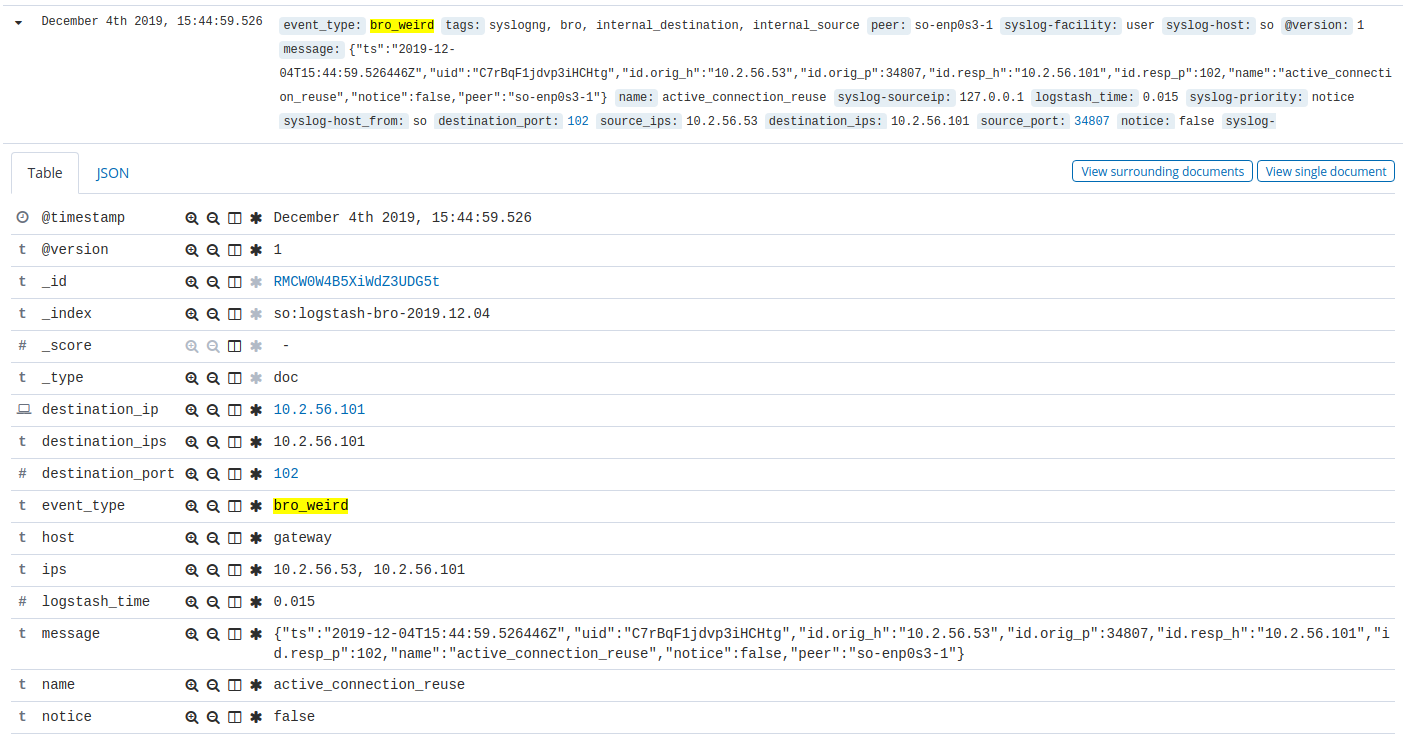 December 4th 2019, 15:44:59.526 event_type: bro_weird tags: syslogng, bro, internal_destination, internal_source peer: so-enp0s3-1 syslog-facility: user syslog-host: so @version: 1
message: {"ts":"2019-12-
04T15:44:59.526446Z","uid":"C7rBqF1jdvp3iHCHtg","id.orig_h":"10.2.56.53","id.orig_p":34807,"id.resp_h":"10.2.56.101","id.resp_p":102,"name":"active_connecti
on_reuse","notice":false,"peer":"so-enp0s3-1"} name: active_connection_reuse syslog-sourceip: 127.0.0.1 logstash_time: 0.015 syslog-priority: notice
syslog-host_from: so destination_port: 102 source_ips: 10.2.56.53 destination_ips: 10.2.56.101 source_port: 34807 notice: false syslog-
Table JSON View surrounding documents View single document
@timestamp December 4th 2019, 15:44:59.526
t @version 1
t _id RMCW0W4B5XiWdZ3UDG5t
t _index so:logstash-bro-2019.12.04
# _score -
t _type doc
destination_ip 10.2.56.101
t destination_ips 10.2.56.101
# destination_port 102
t event_type bro_weird
t host gateway
t ips 10.2.56.53, 10.2.56.101
# logstash_time 0.015
t message {"ts":"2019-12-04T15:44:59.526446Z","uid":"C7rBqF1jdvp3iHCHtg","id.orig_h":"10.2.56.53","id.orig_p":34807,"id.resp_h":"10.2.56.101","i
d.resp_p":102,"name":"active_connection_reuse","notice":false,"peer":"so-enp0s3-1"}
t name active_connection_reuse
t notice false